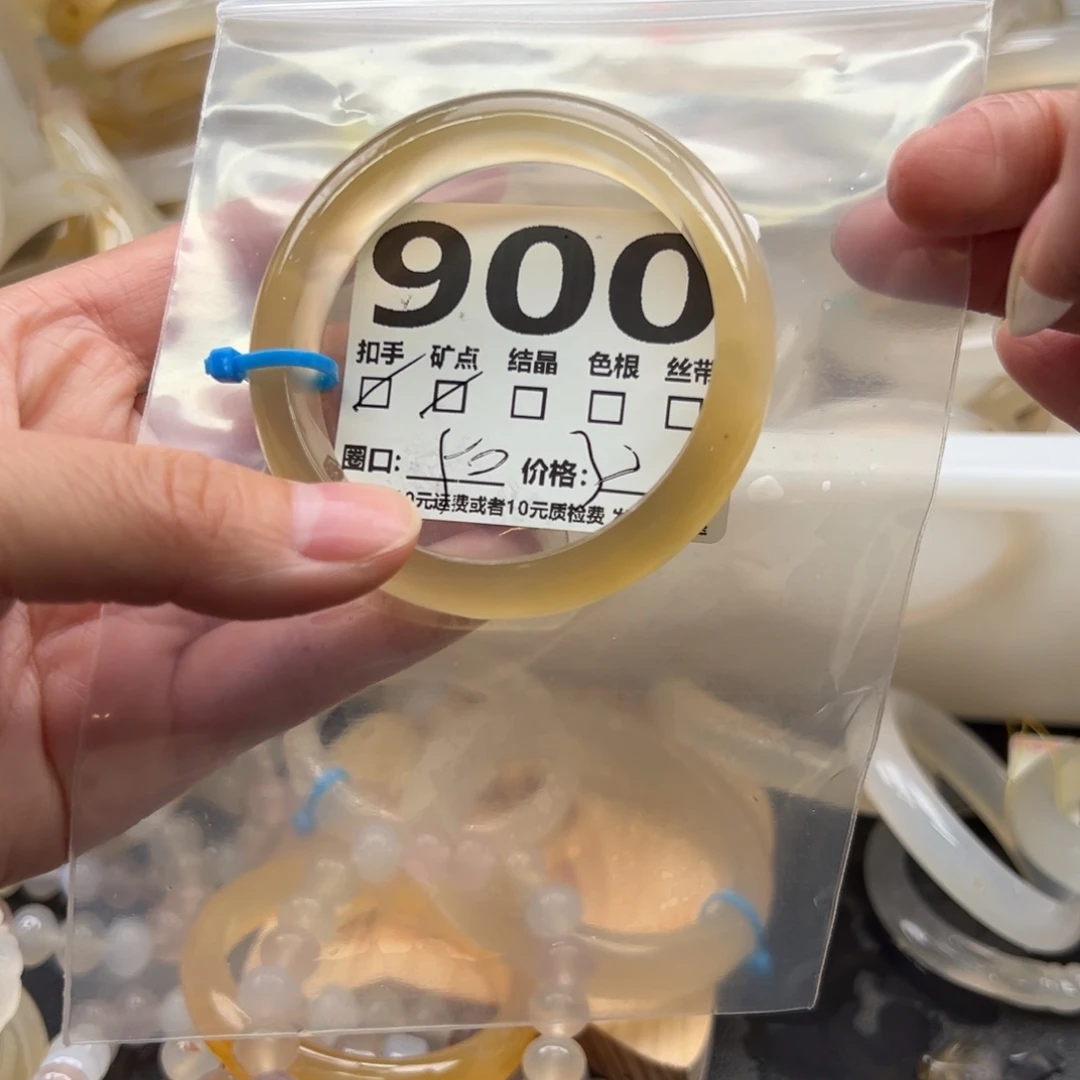 900
扣手 矿点 结晶 色根 丝带
圈口: 价格:
0元运费或者10元质检费